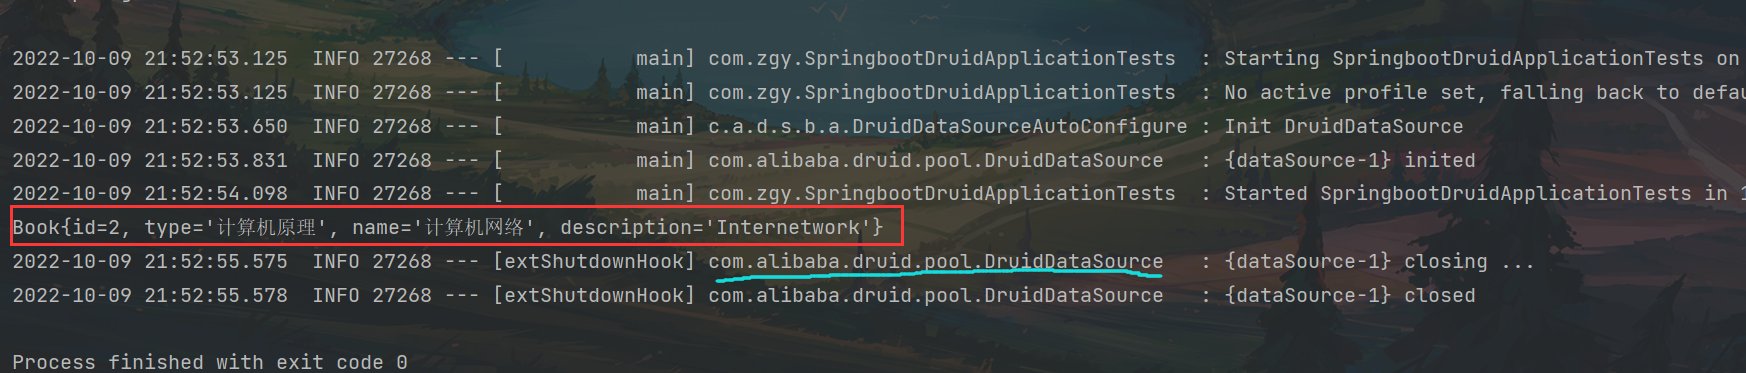 2022-10-09 21:52:53.125  INFO 27268 --- [           main] com.zgy.SpringbootDruidApplicationTests  : Starting SpringbootDruidApplicationTests on
2022-10-09 21:52:53.125  INFO 27268 --- [           main] com.zgy.SpringbootDruidApplicationTests  : No active profile set, falling back to defau
2022-10-09 21:52:53.650  INFO 27268 --- [           main] c.a.d.s.b.a.DruidDataSourceAutoConfigure : Init DruidDataSource
2022-10-09 21:52:53.831  INFO 27268 --- [           main] com.alibaba.druid.pool.DruidDataSource   : {dataSource-1} inited
2022-10-09 21:52:54.098  INFO 27268 --- [           main] com.zgy.SpringbootDruidApplicationTests  : Started SpringbootDruidApplicationTests in 1
Book{id=2, type='计算机原理', name='计算机网络', description='Internetwork'}
2022-10-09 21:52:55.575  INFO 27268 --- [extShutdownHook] com.alibaba.druid.pool.DruidDataSource   : {dataSource-1} closing ...
2022-10-09 21:52:55.578  INFO 27268 --- [extShutdownHook] com.alibaba.druid.pool.DruidDataSource   : {dataSource-1} closed
Process finished with exit code 0